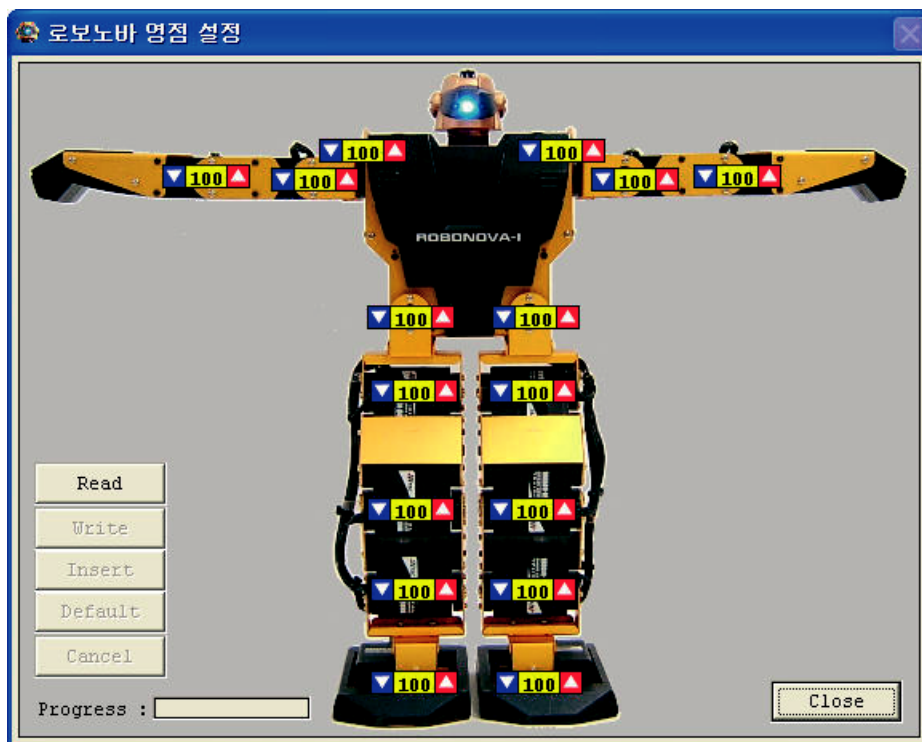 로보노바 영점 설정
100 100
100 100 100 100
ROBONOVA-I
100 100
100 100
100 100
100 100
100 100
Read
Write
Insert
Default
Cancel
Progress :
Close